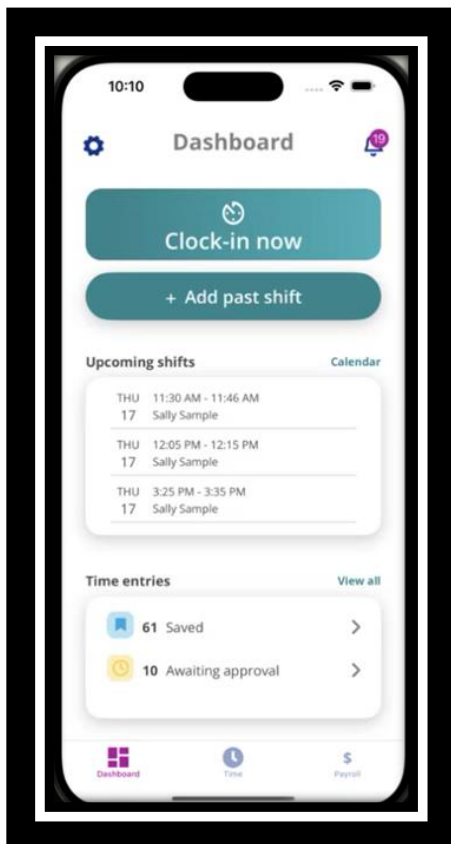 10:10
Dashboard
19
Clock-in now
+ Add past shift
Upcoming shifts
Calendar
THU 11:30 AM - 11:46 AM
17 Sally Sample
THU 12:05 PM - 12:15 PM
17 Sally Sample
THU 3:25 PM - 3:35 PM
17 Sally Sample
Time entries
View all
61 Saved
10 Awaiting approval
Dashboard
Time
$
Payroll